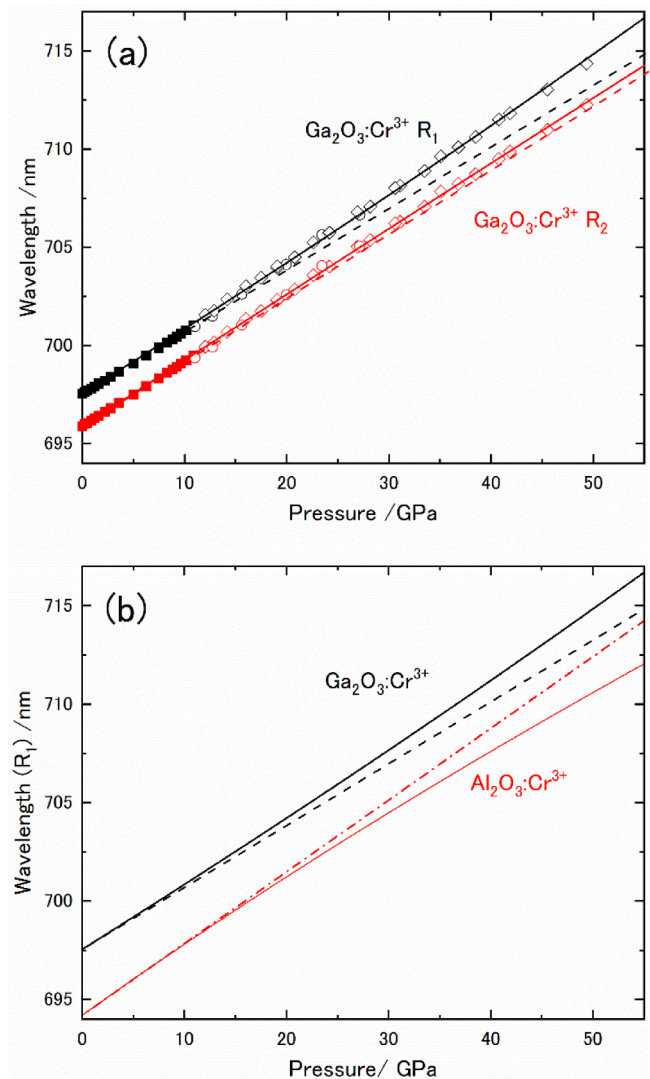 (a)
715
710
705
700
695
Wavelength /nm
Ga₂O₃:Cr³⁺ R₁
Ga₂O₃:Cr³⁺ R₂
0 10 20 30 40 50
Pressure /GPa
(b)
715
710
705
700
695
Wavelength (R₁) /nm
Ga₂O₃:Cr³⁺
Al₂O₃:Cr³⁺
0 10 20 30 40 50
Pressure/ GPa